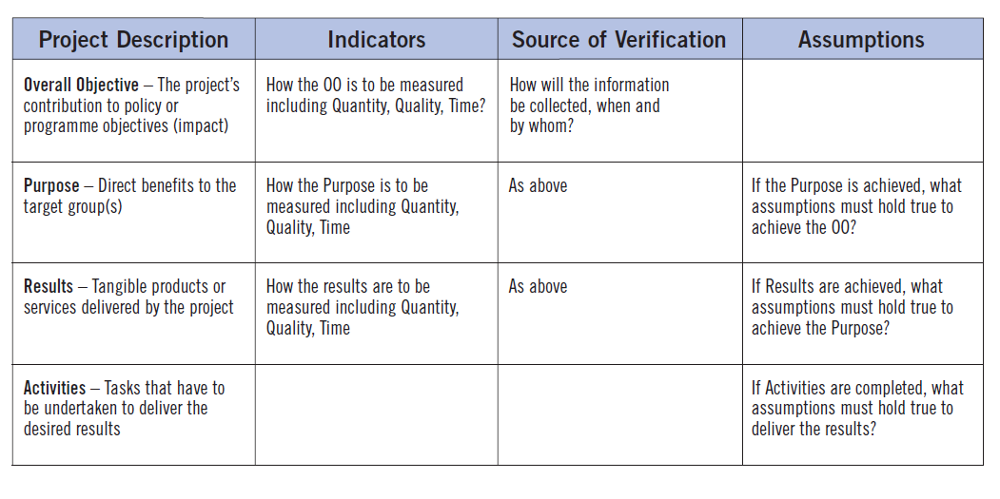 Project Description
Indicators
Source of Verification
Assumptions
Overall Objective – The project’s
contribution to policy or
programme objectives (impact)
How the OO is to be measured
including Quantity, Quality, Time?
How will the information
be collected, when and
by whom?
Purpose – Direct benefits to the
target group(s)
How the Purpose is to be
measured including Quantity,
Quality, Time
As above
If the Purpose is achieved, what
assumptions must hold true to
achieve the OO?
Results – Tangible products or
services delivered by the project
How the results are to be
measured including Quantity,
Quality, Time
As above
If Results are achieved, what
assumptions must hold true to
achieve the Purpose?
Activities – Tasks that have to
be undertaken to deliver the
desired results
If Activities are completed, what
assumptions must hold true to
deliver the results?